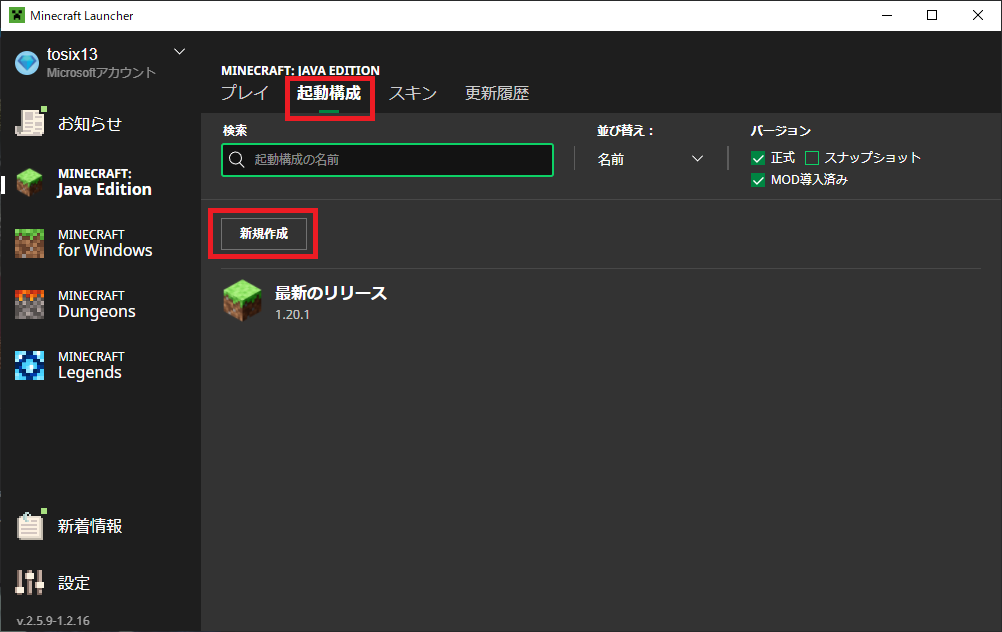 Minecraft Launcher
tosix13
Microsoftアカウント
お知らせ
MINECRAFT:
Java Edition
MINECRAFT
for Windows
MINECRAFT
Dungeons
MINECRAFT
Legends
新着情報
設定
v.2.5.9-1.2.16
MINECRAFT: JAVA EDITION
プレイ 起動構成 スキン 更新履歴
検索 並び替え： バージョン
起動構成の名前 名前 正式 スナップショット
MOD導入済み
新規作成
最新のリリース
1.20.1